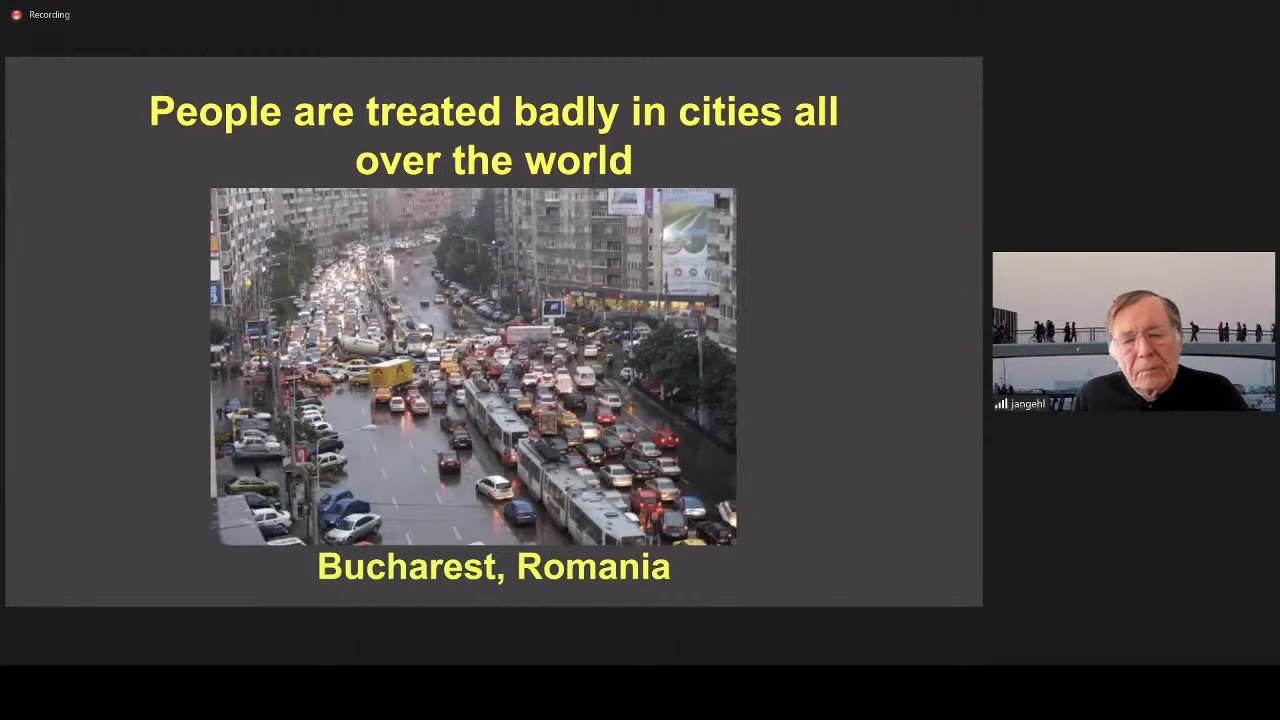 Recording
People are treated badly in cities all
over the world
Bucharest, Romania
jangehl